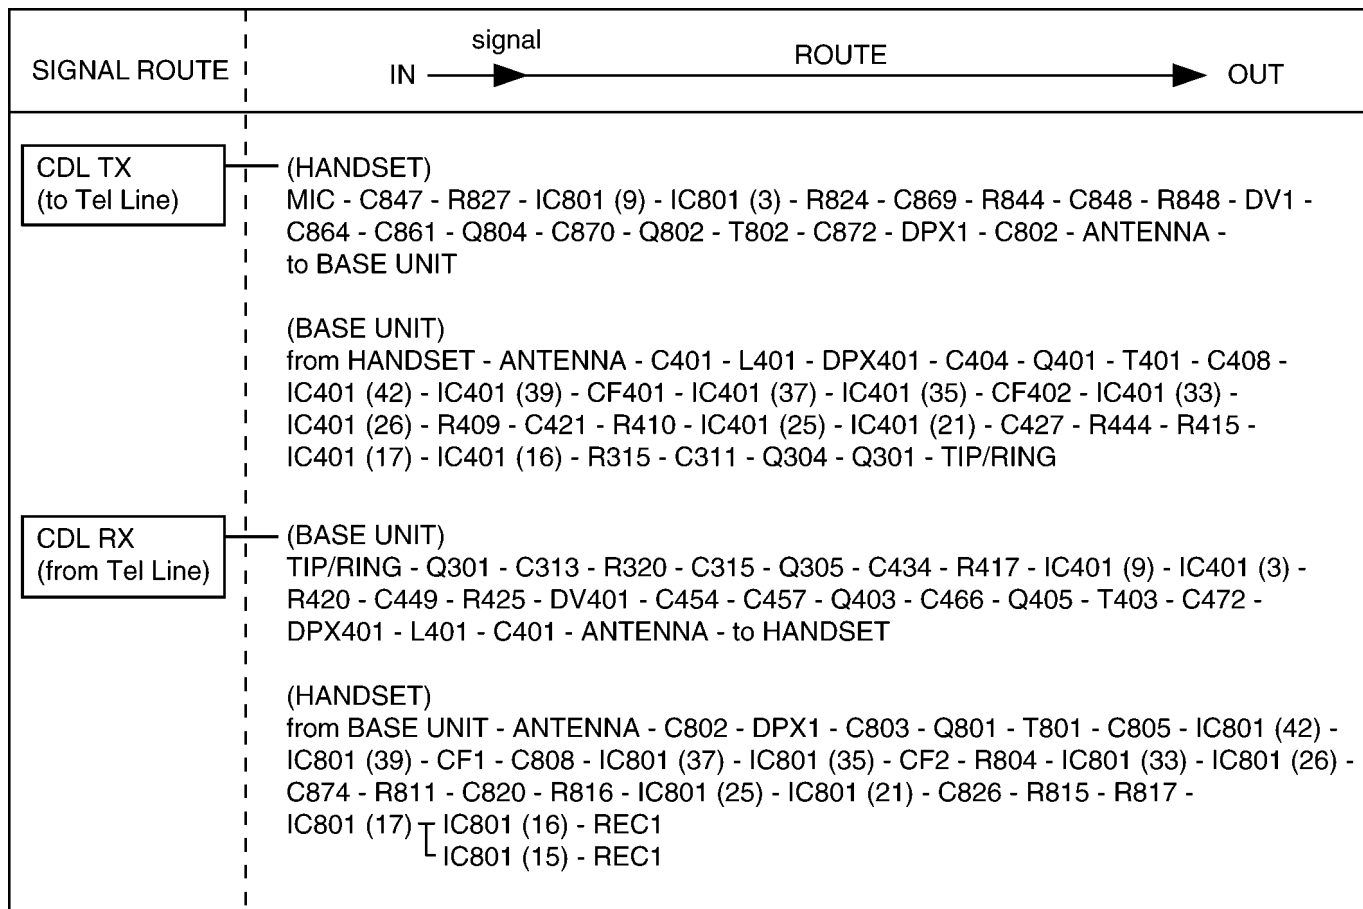 SIGNAL ROUTE
signal
IN
ROUTE
OUT
CDL TX
(to Tel Line)
(HANDSET)
MIC - C847 - R827 - IC801 (9) - IC801 (3) - R824 - C869 - R844 - C848 - R848 - DV1 -
C864 - C861 - Q804 - C870 - Q802 - T802 - C872 - DPX1 - C802 - ANTENNA -
to BASE UNIT
(BASE UNIT)
from HANDSET - ANTENNA - C401 - L401 - DPX401 - C404 - Q401 - T401 - C408 -
IC401 (42) - IC401 (39) - CF401 - IC401 (37) - IC401 (35) - CF402 - IC401 (33) -
IC401 (26) - R409 - C421 - R410 - IC401 (25) - IC401 (21) - C427 - R444 - R415 -
IC401 (17) - IC401 (16) - R315 - C311 - Q304 - Q301 - TIP/RING
CDL RX
(from Tel Line)
(BASE UNIT)
TIP/RING - Q301 - C313 - R320 - C315 - Q305 - C434 - R417 - IC401 (9) - IC401 (3) -
R420 - C449 - R425 - DV401 - C454 - C457 - Q403 - C466 - Q405 - T403 - C472 -
DPX401 - L401 - C401 - ANTENNA - to HANDSET
(HANDSET)
from BASE UNIT - ANTENNA - C802 - DPX1 - C803 - Q801 - T801 - C805 - IC801 (42) -
IC801 (39) - CF1 - C808 - IC801 (37) - IC801 (35) - CF2 - R804 - IC801 (33) - IC801 (26) -
C874 - R811 - C820 - R816 - IC801 (25) - IC801 (21) - C826 - R815 - R817 -
IC801 (17) IC801 (16) - REC1
IC801 (15) - REC1